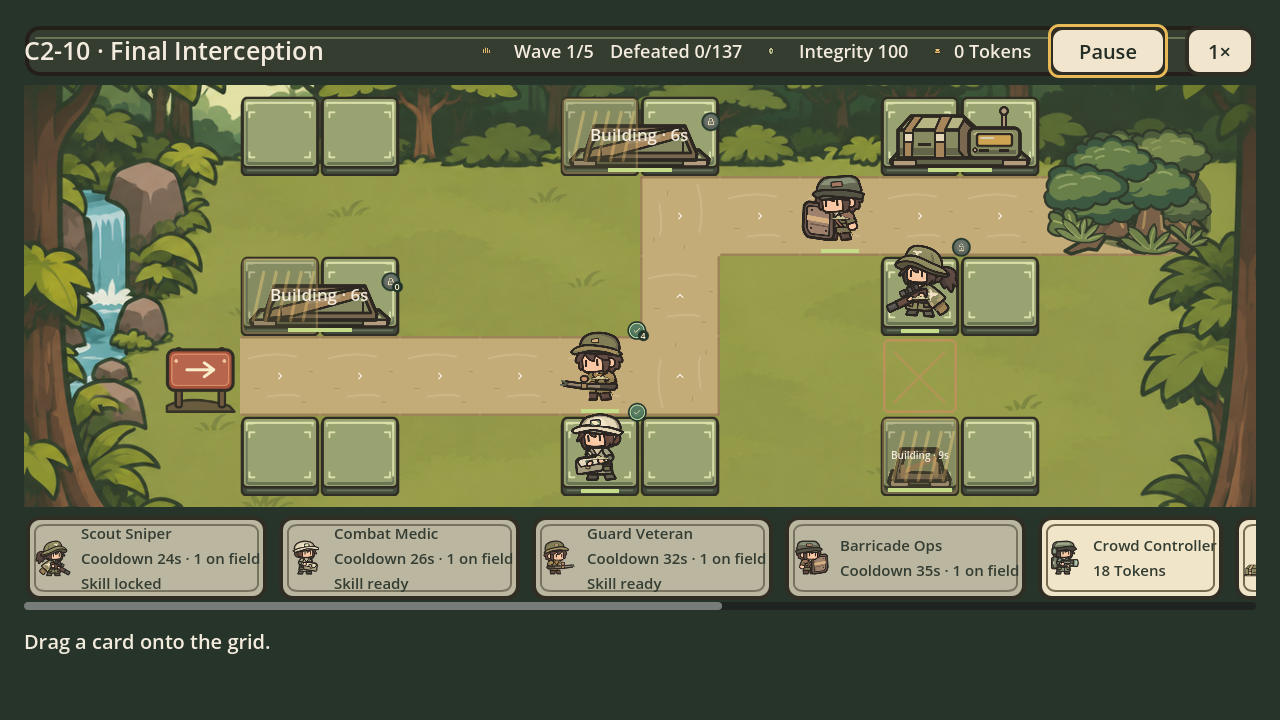 C2-10 · Final Interception
Wave 1/5
Defeated 0/137
Integrity 100
0 Tokens
Pause
1×
Building · 6s
Building · 6s
0
4
Building · 9s
Scout Sniper
Cooldown 24s · 1 on field
Skill locked
Combat Medic
Cooldown 26s · 1 on field
Skill ready
Guard Veteran
Cooldown 32s · 1 on field
Skill ready
Barricade Ops
Cooldown 35s · 1 on field
Crowd Controller
18 Tokens
Drag a card onto the grid.